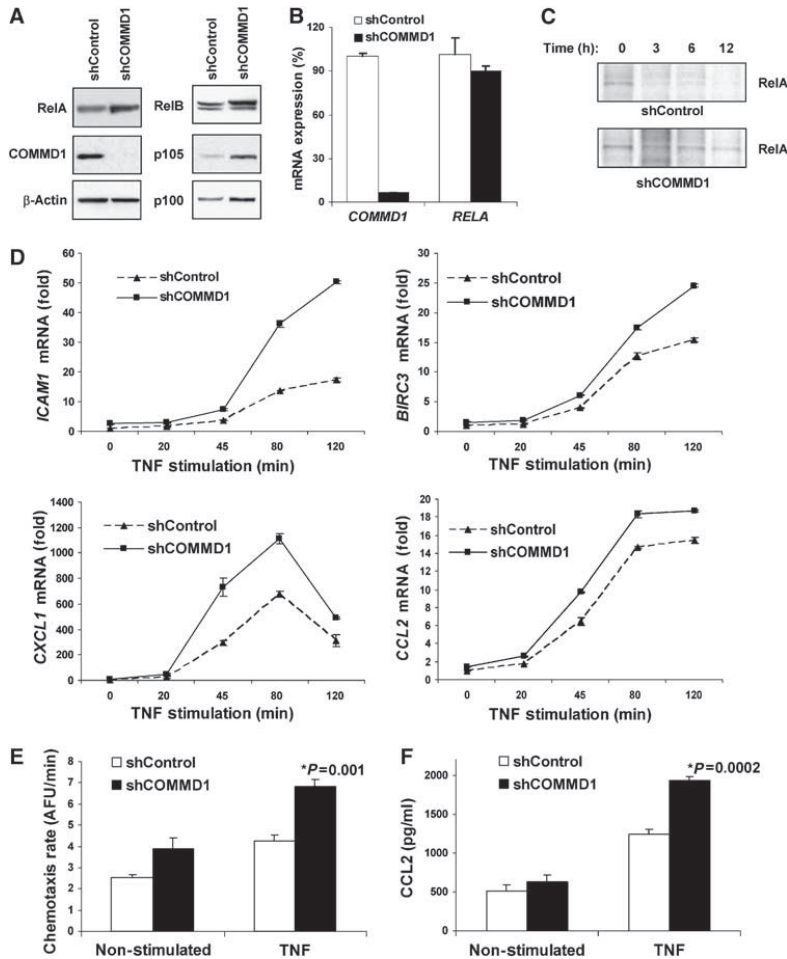 A
shControl
shCOMMD1
shControl
shCOMMD1
RelA
RelB
COMMD1
p105
β-Actin
p100
B
shControl
shCOMMD1
mRNA expression (%)
120
90
60
30
0
COMMD1
RELA
C
Time (h): 0 3 6 12
RelA
shControl
RelA
shCOMMD1
D
shControl
shCOMMD1
ICAM1 mRNA (fold)
60
50
40
30
20
10
0
0 20 45 80 120
TNF stimulation (min)
shControl
shCOMMD1
BIRC3 mRNA (fold)
30
25
20
15
10
5
0
0 20 45 80 120
TNF stimulation (min)
shControl
shCOMMD1
CXCL1 mRNA (fold)
1400
1200
1000
800
600
400
200
0
0 20 45 80 120
TNF stimulation (min)
shControl
shCOMMD1
CCL2 mRNA (fold)
20
18
16
14
12
10
8
6
4
2
0
0 20 45 80 120
TNF stimulation (min)
E
shControl
shCOMMD1
*P=0.001
Chemotaxis rate (AFU/min)
8
7
6
5
4
3
2
1
0
Non-stimulated
TNF
F
shControl
shCOMMD1
*P=0.0002
CCL2 (pg/ml)
2000
1500
1000
500
0
Non-stimulated
TNF